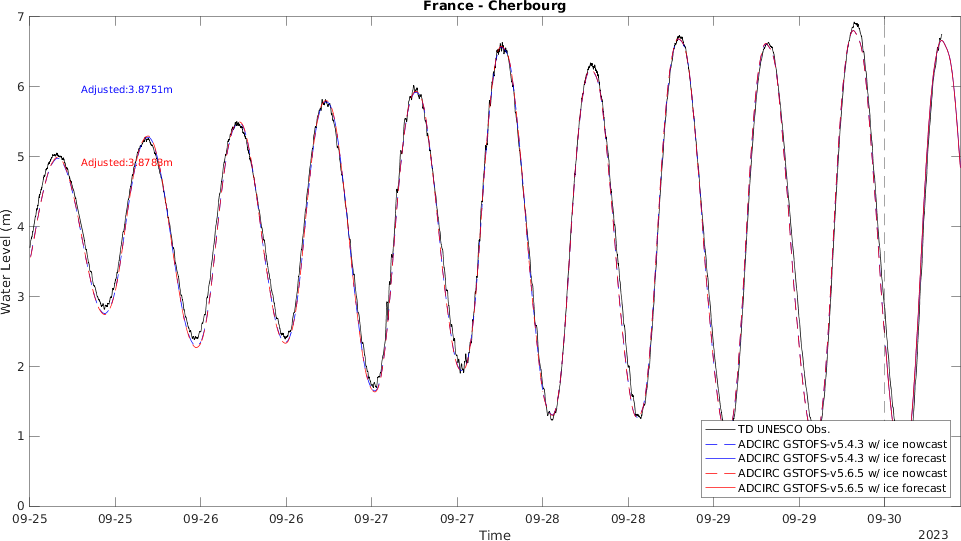 France - Cherbourg
7
6
5
4
3
2
1
0
Water Level (m)
Adjusted:3.8751m
Adjusted:3.8788m
TD UNESCO Obs.
ADCIRC GSTOFS-v5.4.3 w/ ice nowcast
ADCIRC GSTOFS-v5.4.3 w/ ice forecast
ADCIRC GSTOFS-v5.6.5 w/ ice nowcast
ADCIRC GSTOFS-v5.6.5 w/ ice forecast
09-25 09-25 09-26 09-26 09-27 09-27 09-28 09-28 09-29 09-29 09-30
Time
2023